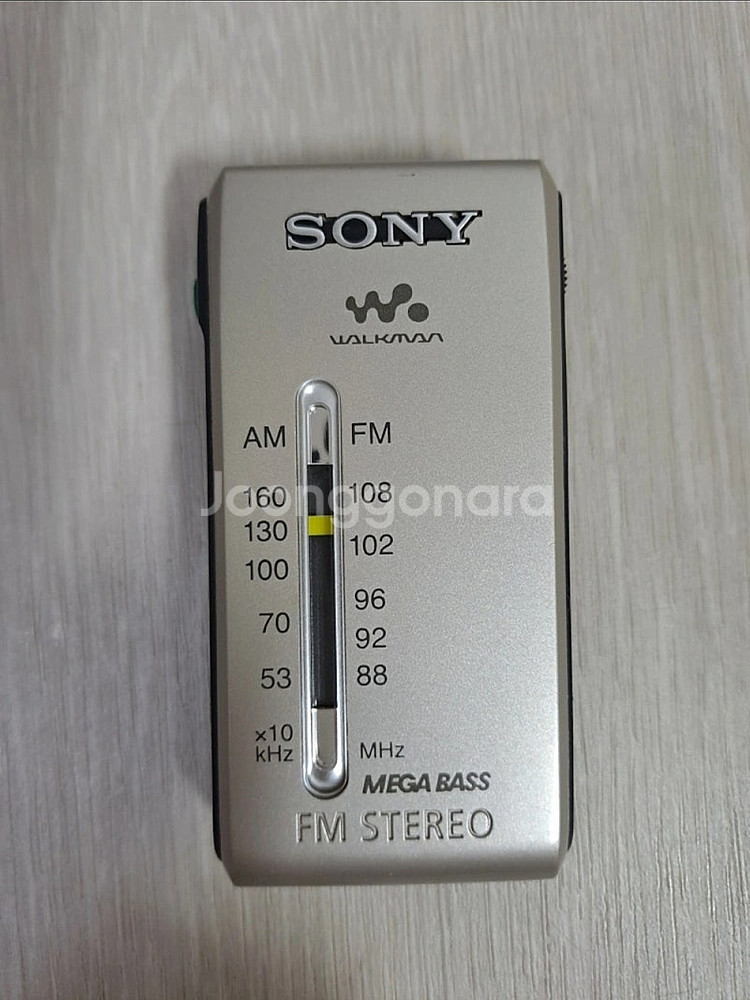 SONY
WALKMAN
AM FM
160 108
130 102
100 96
70 92
53 88
x10 kHz MHz
MEGA BASS
FM STEREO
Joonggonara